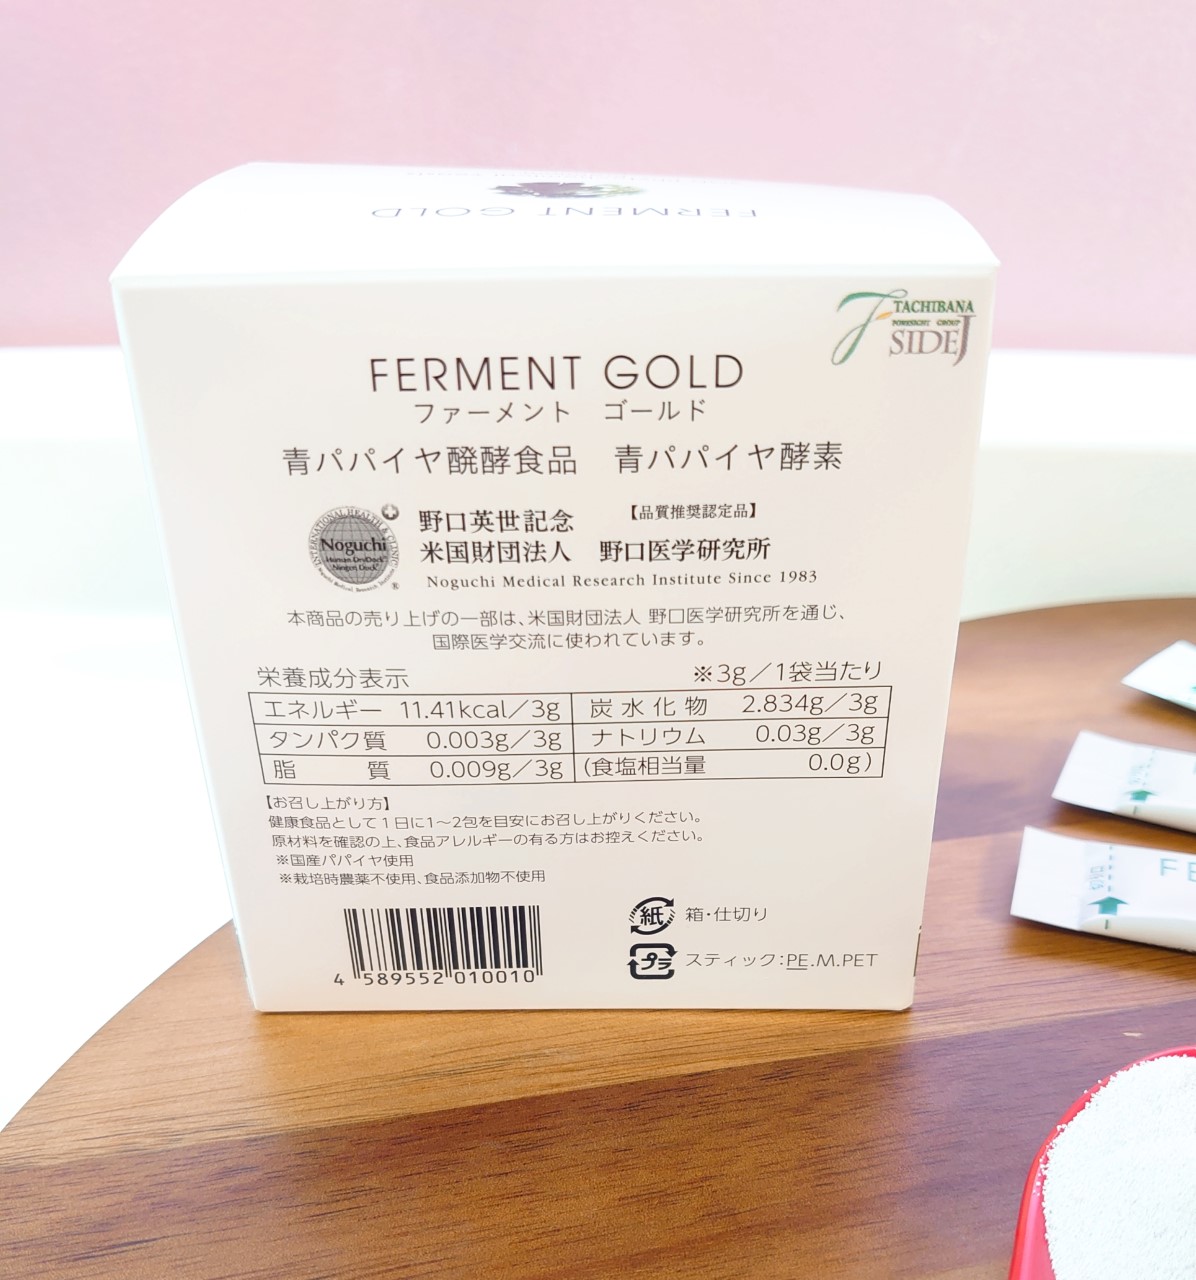 FERMENT GOLD
TACHIBANA
FORESIGHT GROUP
SIDEJ
FERMENT GOLD
ファーメント ゴールド
青パパイヤ醗酵食品 青パパイヤ酵素
INTERNATIONAL HEALTH & CLINIC
Noguchi
Human DryDock
Ningen Dock
Noguchi Medical Research Institute
®
野口英世記念 【品質推奨認定品】
米国財団法人 野口医学研究所
Noguchi Medical Research Institute Since 1983
本商品の売り上げの一部は、米国財団法人 野口医学研究所を通じ、
国際医学交流に使われています。
栄養成分表示 ※3g／1袋当たり
エネルギー 11.41kcal／3g 炭水化物 2.834g／3g
タンパク質 0.003g／3g ナトリウム 0.03g／3g
脂質 0.009g／3g (食塩相当量 0.0g)
【お召し上がり方】
健康食品として1日に1〜2包を目安にお召し上がりください。
原材料を確認の上、食品アレルギーの有る方はお控えください。
※国産パパイヤ使用
※栽培時農薬不使用、食品添加物不使用
紙 箱・仕切り
プラ スティック：PE.M.PET
4 589552 010010
FE